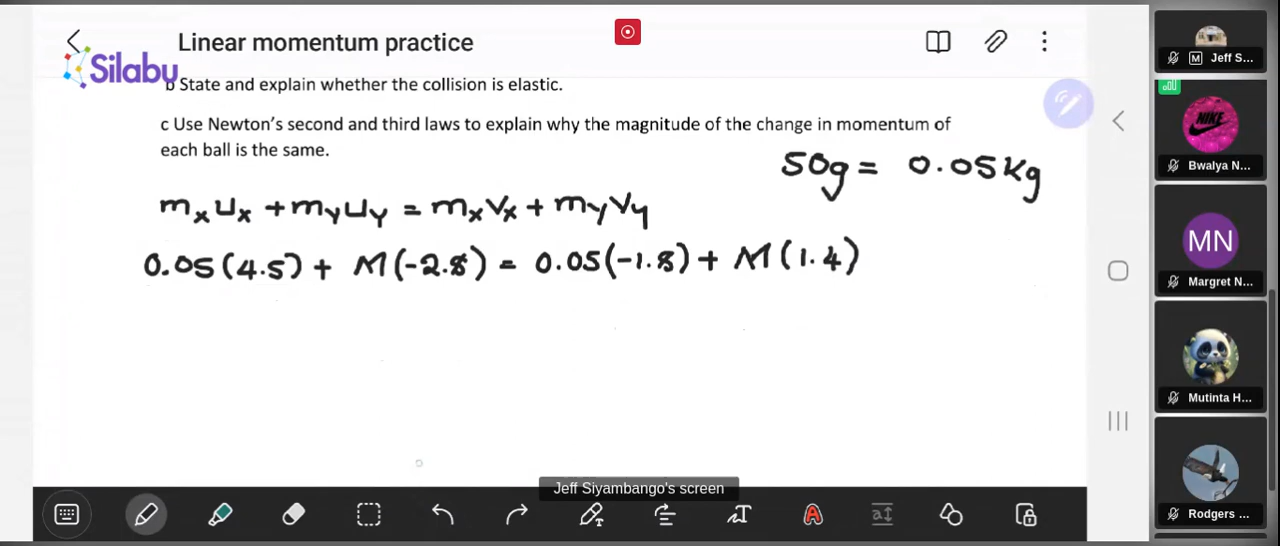 Linear momentum practice
Silabu
b State and explain whether the collision is elastic.
c Use Newton's second and third laws to explain why the magnitude of the change in momentum of
each ball is the same.
50g = 0.05kg
mxUx + myUy = mxVx + myVy
0.05(4.5) + M(-2.8) = 0.05(-1.8) + M(1.4)
Jeff Siyambango's screen
Jeff S...
NIKE
Bwalya N...
MN
Margret N...
Mutinta H...
Rodgers ...